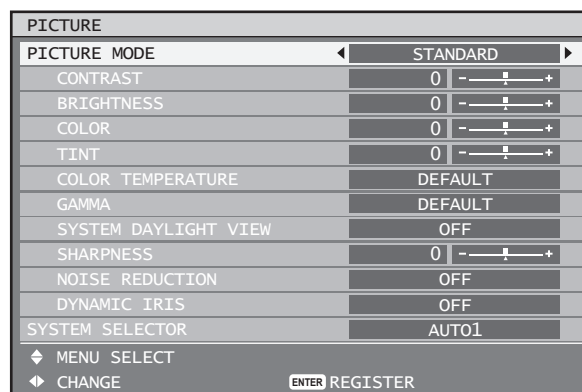 PICTURE
PICTURE MODE STANDARD
CONTRAST 0 - +
BRIGHTNESS 0 - +
COLOR 0 - +
TINT 0 - +
COLOR TEMPERATURE DEFAULT
GAMMA DEFAULT
SYSTEM DAYLIGHT VIEW OFF
SHARPNESS 0 - +
NOISE REDUCTION OFF
DYNAMIC IRIS OFF
SYSTEM SELECTOR AUTO1
MENU SELECT
CHANGE ENTER REGISTER